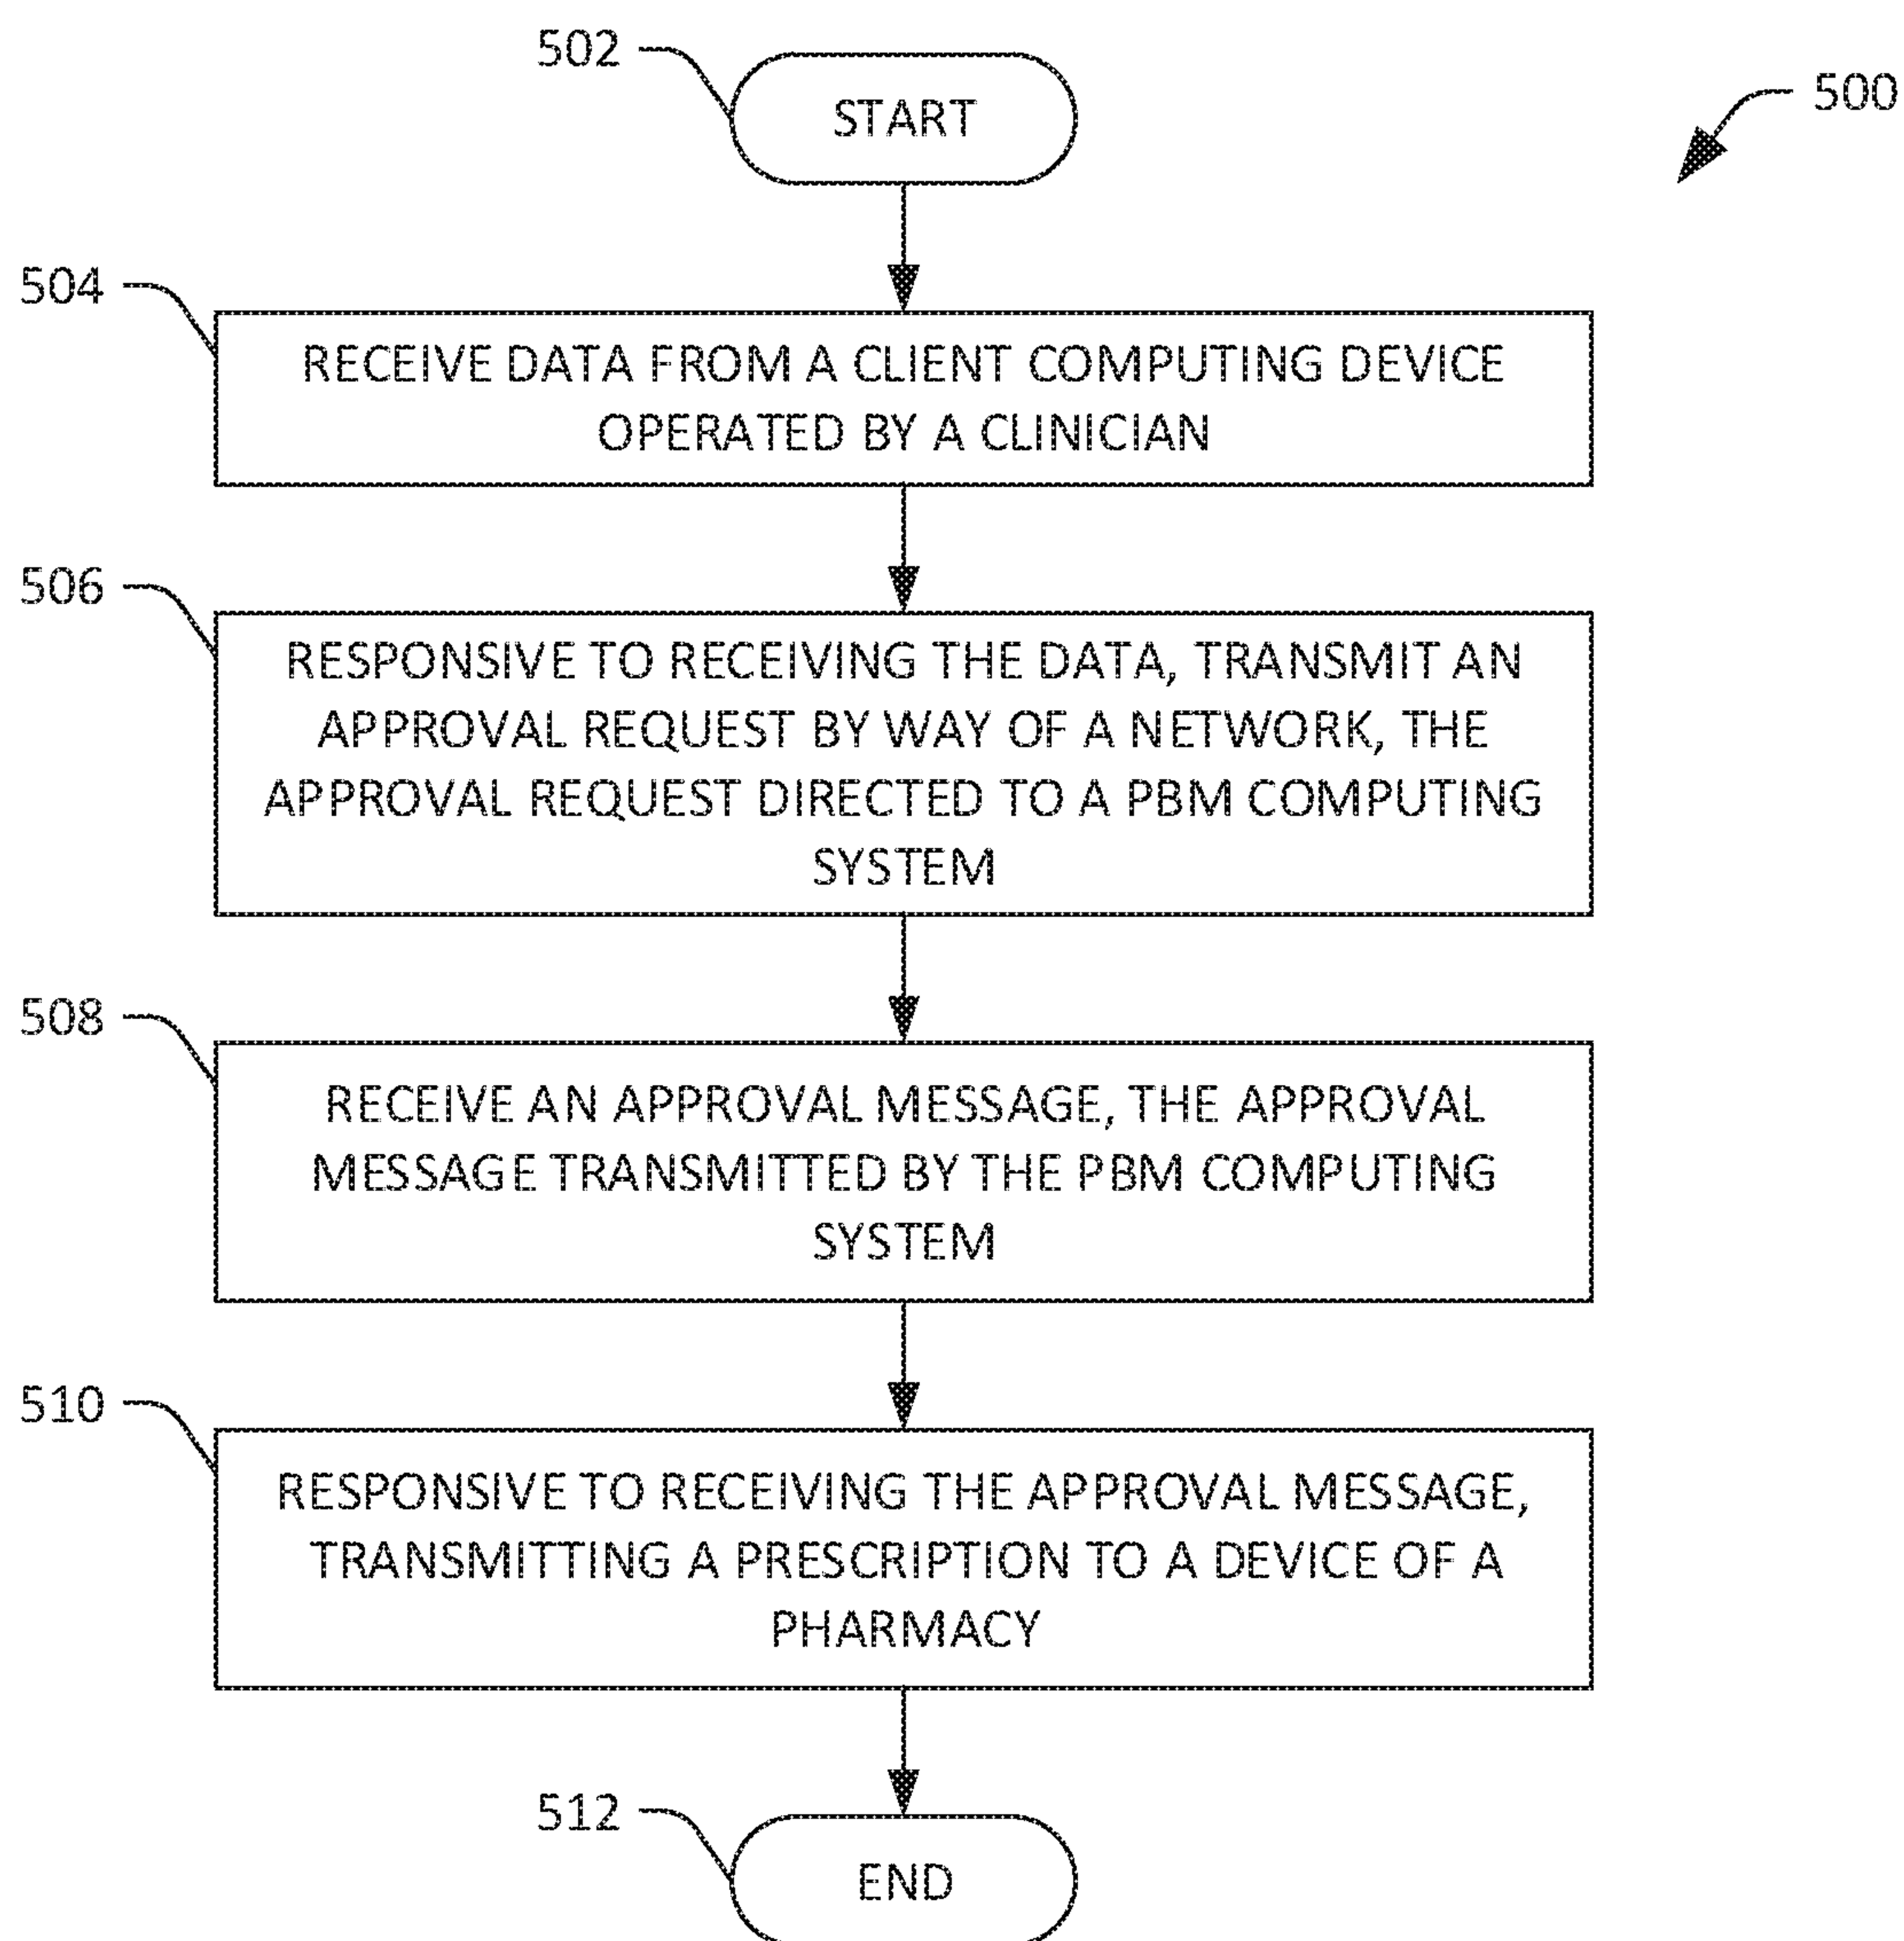 502
START
500
504
RECEIVE DATA FROM A CLIENT COMPUTING DEVICE
OPERATED BY A CLINICIAN
506
RESPONSIVE TO RECEIVING THE DATA, TRANSMIT AN
APPROVAL REQUEST BY WAY OF A NETWORK, THE
APPROVAL REQUEST DIRECTED TO A PBM COMPUTING
SYSTEM
508
RECEIVE AN APPROVAL MESSAGE, THE APPROVAL
MESSAGE TRANSMITTED BY THE PBM COMPUTING
SYSTEM
510
RESPONSIVE TO RECEIVING THE APPROVAL MESSAGE,
TRANSMITTING A PRESCRIPTION TO A DEVICE OF A
PHARMACY
512
END